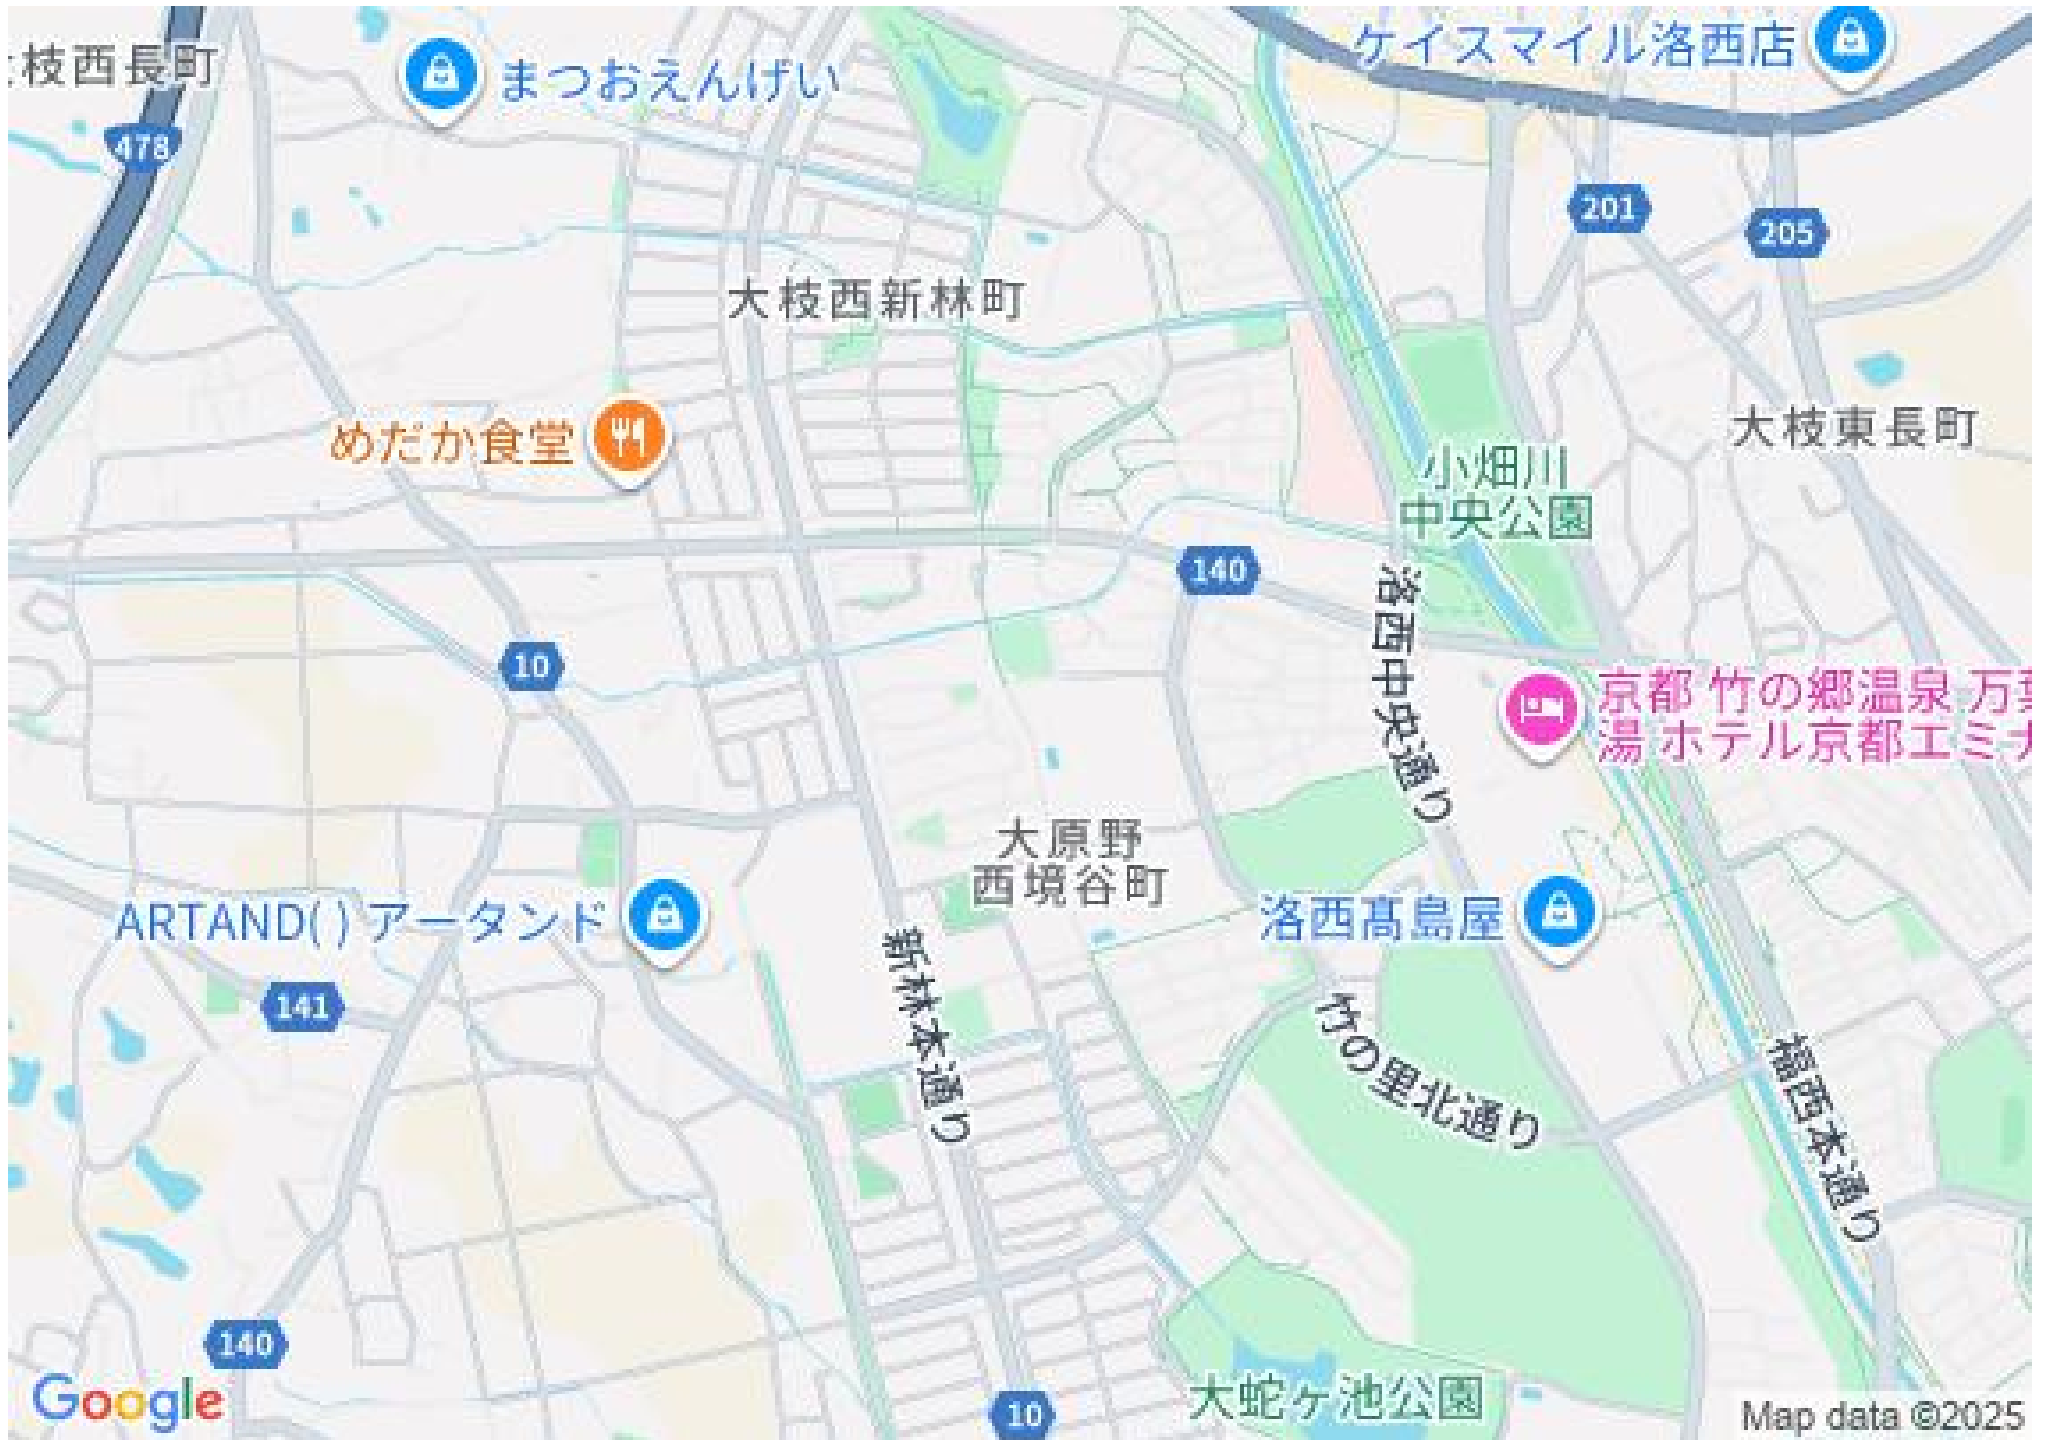 ケイスマイル洛西店
枝西長町
まつおえんげい
478
201
205
大枝西新林町
めだか食堂
大枝東長町
小畑川
中央公園
140
洛西中央通り
10
京都 竹の郷温泉 万葉
湯 ホテル京都エミナ
大原野
西境谷町
ARTAND() アータンド
洛西髙島屋
新林本通り
141
竹の里北通り
福西本通り
140
Google
10
大蛇ヶ池公園
Map data ©2025